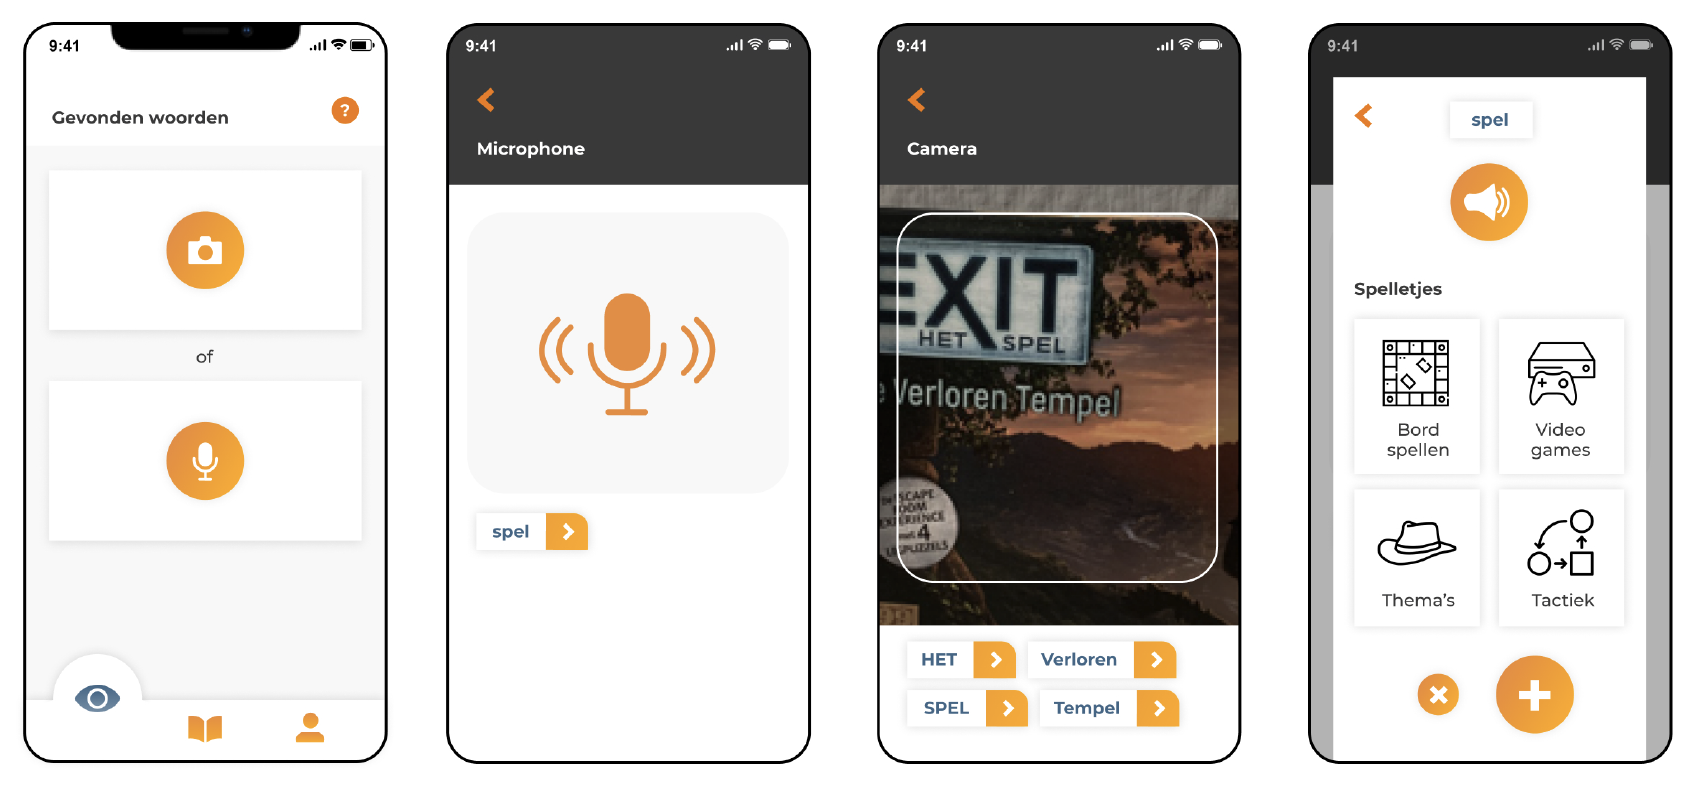 9:41
Gevonden woorden
?
of
9:41
Microphone
spel
9:41
Camera
EXIT
HET SPEL
e Verloren Tempel
ESCAPE
ROOM
EXPERIENCE
met 4
HET
Verloren
SPEL
Tempel
9:41
spel
Spelletjes
Bord
spellen
Video
games
Thema's
Tactiek